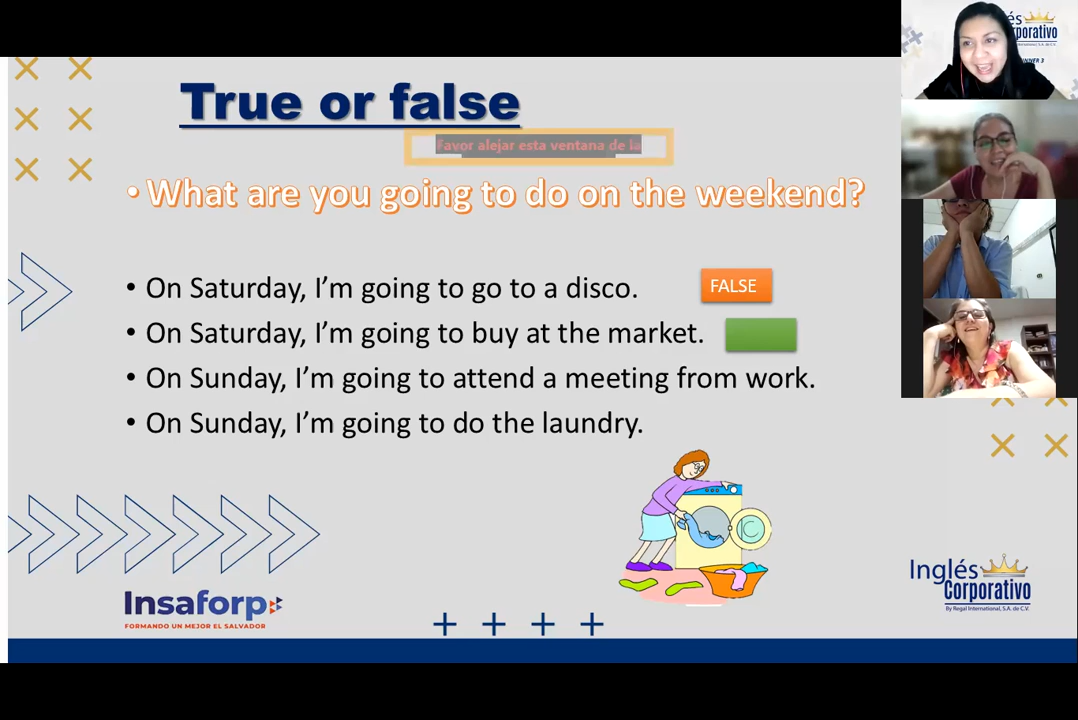 True or false
Favor alejar esta ventana de la
• What are you going to do on the weekend?
• On Saturday, I'm going to go to a disco.
FALSE
• On Saturday, I'm going to buy at the market.
• On Sunday, I'm going to attend a meeting from work.
• On Sunday, I'm going to do the laundry.
Insaforp
FORMANDO UN MEJOR EL SALVADOR
Inglés
Corporativo
By Regal International, S.A. de C.V.
és
rporativo